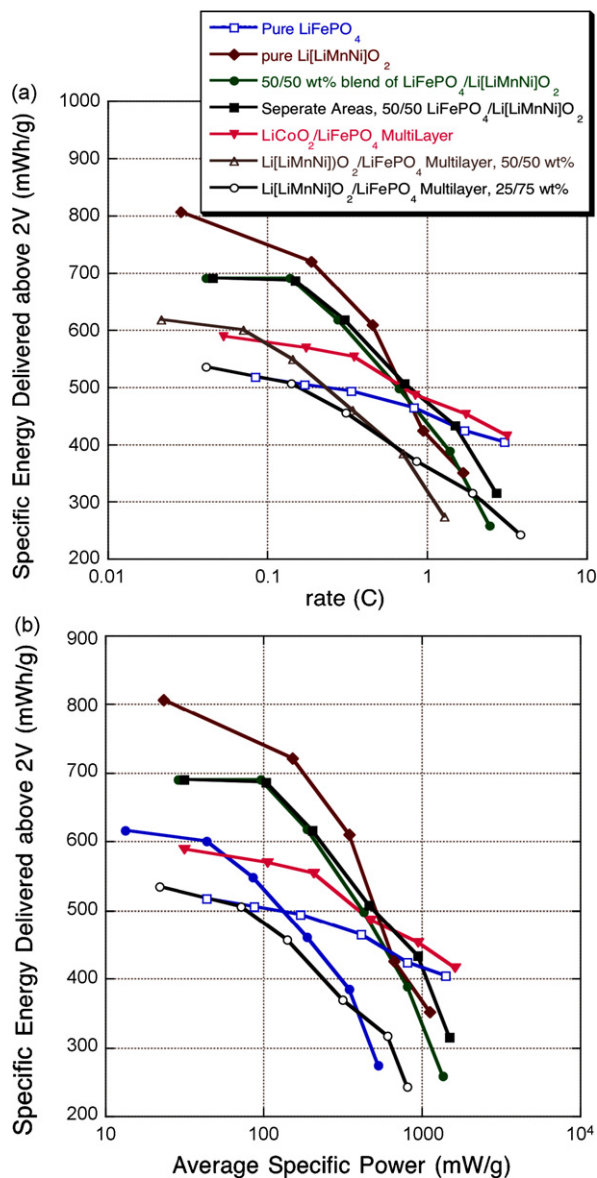 Pure LiFePO4
pure Li[LiMnNi]O2
50/50 wt% blend of LiFePO4/Li[LiMnNi]O2
Seperate Areas, 50/50 LiFePO4/Li[LiMnNi]O2
LiCoO2/LiFePO4 MultiLayer
Li[LiMnNi])O2/LiFePO4 Multilayer, 50/50 wt%
Li[LiMnNi]O2/LiFePO4 Multilayer, 25/75 wt%
(a)
Specific Energy Delivered above 2V (mWh/g)
1000
900
800
700
600
500
400
300
200
0.01
0.1
1
10
rate (C)
(b)
Specific Energy Delivered above 2V (mWh/g)
900
800
700
600
500
400
300
200
10
100
1000
10^4
Average Specific Power (mW/g)